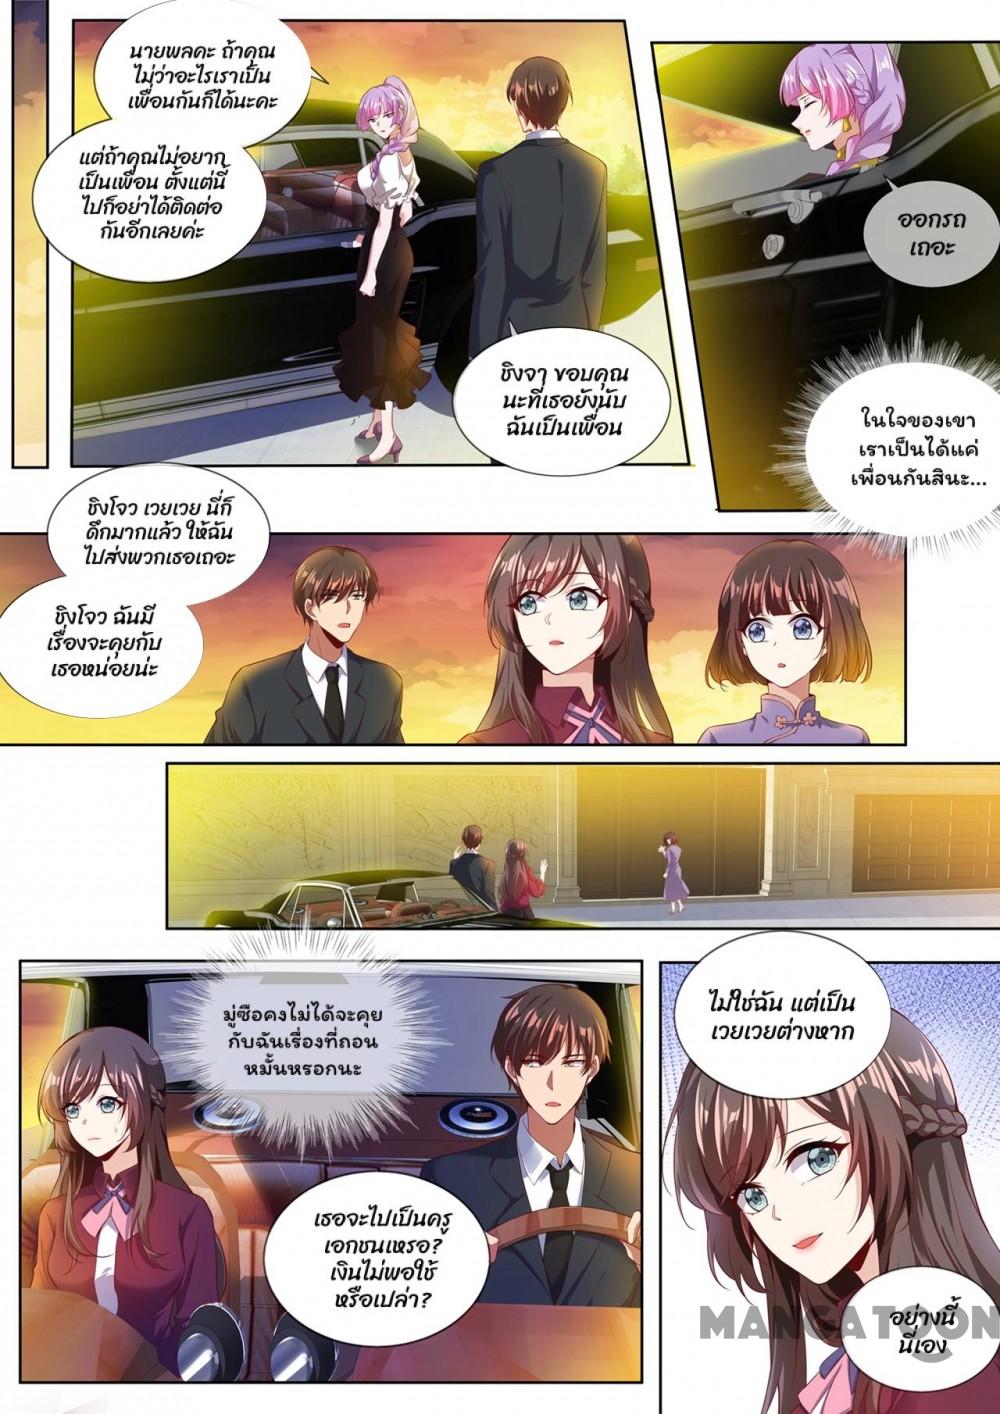 นายพลคะ ถ้าคุณ
ไม่ว่าอะไรเราเป็น
เพื่อนกันก็ได้นะคะ
แต่ถ้าคุณไม่อยาก
เป็นเพื่อน ตั้งแต่นี้
ไปก็อย่าได้ติดต่อ
กันอีกเลยค่ะ
ชิงจา ขอบคุณ
นะที่เธอยังนับ
ฉันเป็นเพื่อน
ออกรถ
เถอะ
ในใจของเขา
เราเป็นได้แค่
เพื่อนกันสินะ...
ชิงโจว เวยเวย นี่ก็
ดึกมากแล้ว ให้ฉัน
ไปส่งพวกเธอเถอะ
ชิงโจว ฉันมี
เรื่องจะคุยกับ
เธอหน่อยน่ะ
มู่ซือคงไม่ได้จะคุย
กับฉันเรื่องที่ถอน
หมั้นหรอกนะ
เธอจะไปเป็นครู
เอกชนเหรอ?
เงินไม่พอใช้
หรือเปล่า?
ไม่ใช่ฉัน แต่เป็น
เวยเวยต่างหาก
อย่างนี้
นี่เอง
MANGATOON